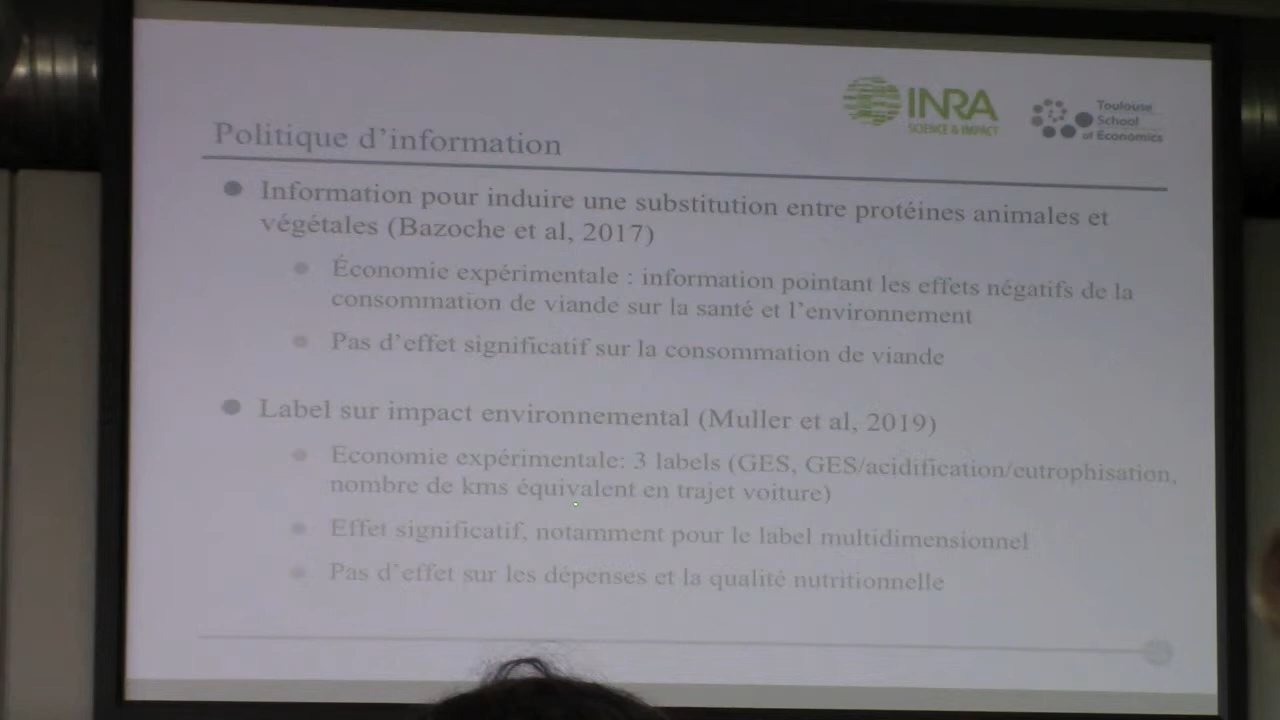 INRA
SCIENCE & IMPACT
Toulouse
School
of Economics
Politique d'information
Information pour induire une substitution entre protéines animales et
végétales (Bazoche et al, 2017)
Économie expérimentale : information pointant les effets négatifs de la
consommation de viande sur la santé et l'environnement
Pas d'effet significatif sur la consommation de viande
Label sur impact environnemental (Muller et al, 2019)
Economie expérimentale: 3 labels (GES, GES/acidification/eutrophisation,
nombre de kms équivalent en trajet voiture)
Effet significatif, notamment pour le label multidimensionnel
Pas d'effet sur les dépenses et la qualité nutritionnelle